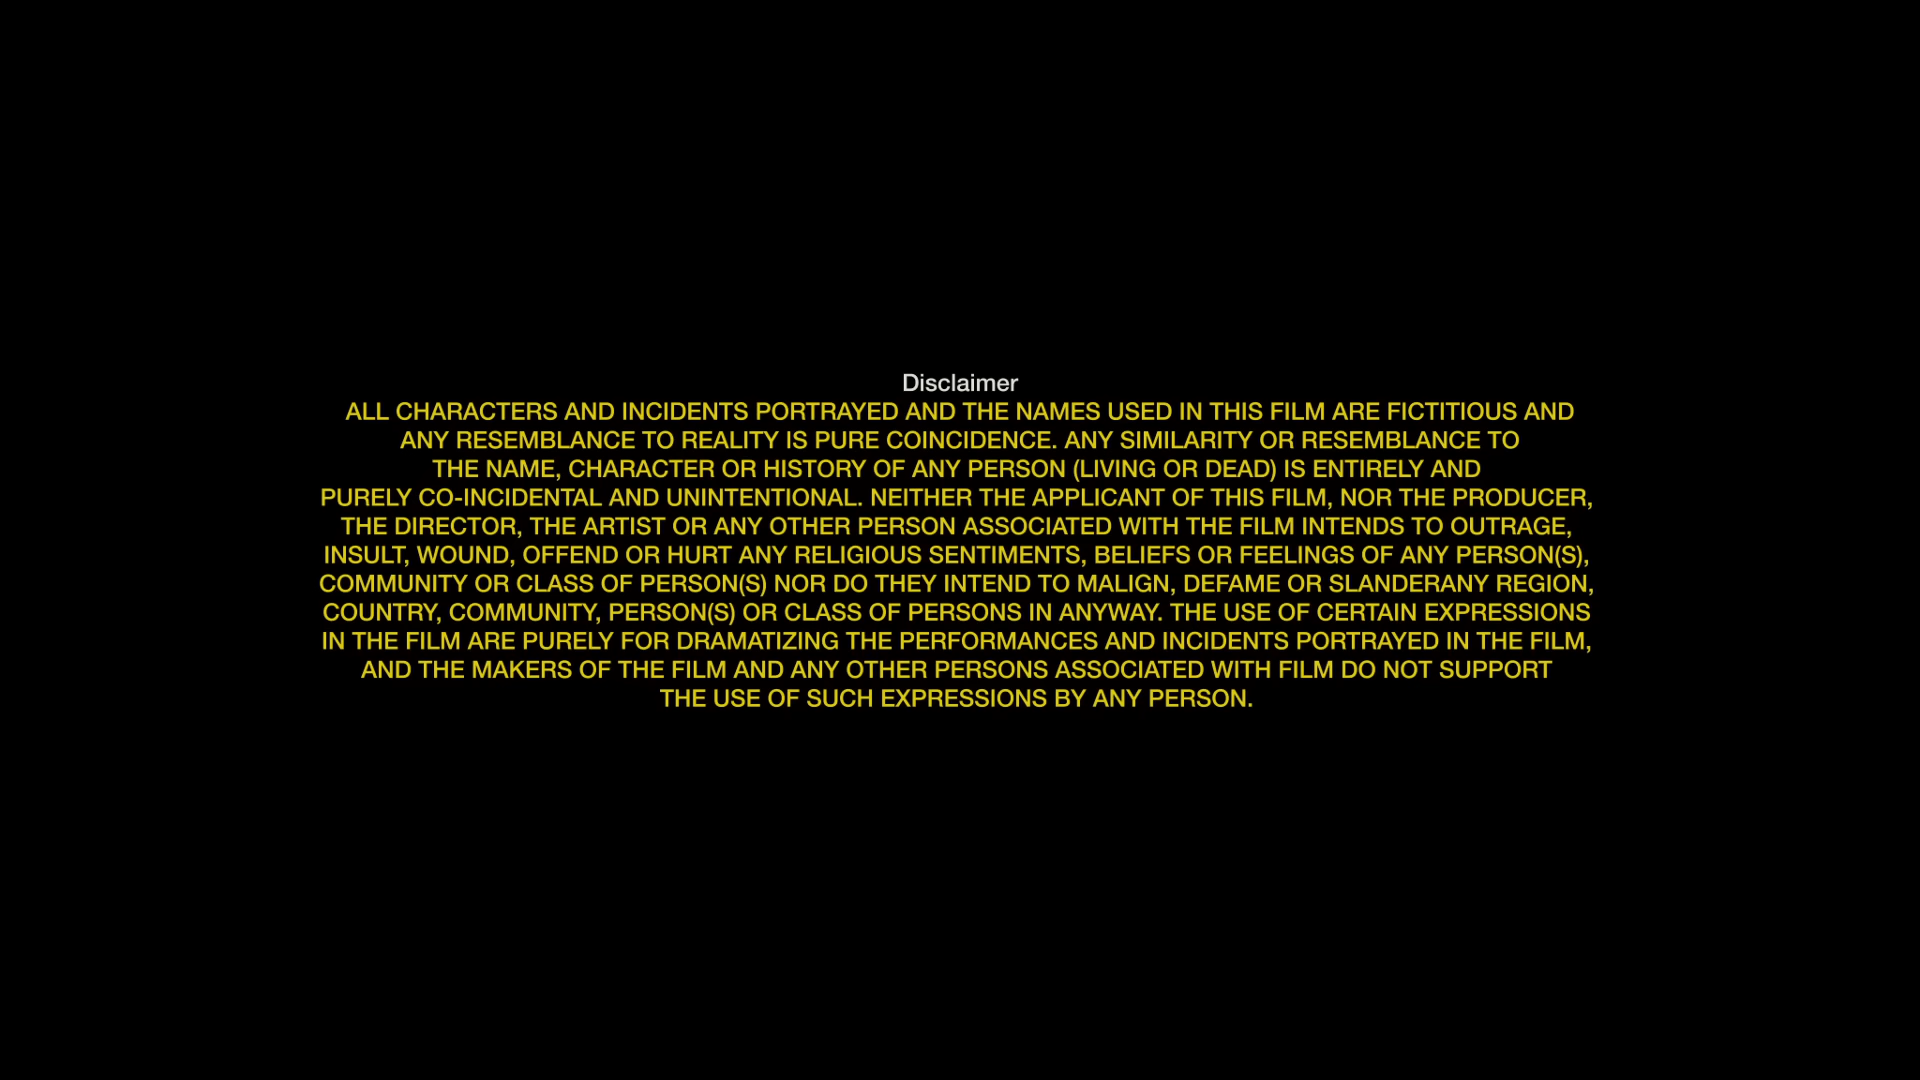 Disclaimer
ALL CHARACTERS AND INCIDENTS PORTRAYED AND THE NAMES USED IN THIS FILM ARE FICTITIOUS AND
ANY RESEMBLANCE TO REALITY IS PURE COINCIDENCE. ANY SIMILARITY OR RESEMBLANCE TO
THE NAME, CHARACTER OR HISTORY OF ANY PERSON (LIVING OR DEAD) IS ENTIRELY AND
PURELY CO-INCIDENTAL AND UNINTENTIONAL. NEITHER THE APPLICANT OF THIS FILM, NOR THE PRODUCER,
THE DIRECTOR, THE ARTIST OR ANY OTHER PERSON ASSOCIATED WITH THE FILM INTENDS TO OUTRAGE,
INSULT, WOUND, OFFEND OR HURT ANY RELIGIOUS SENTIMENTS, BELIEFS OR FEELINGS OF ANY PERSON(S),
COMMUNITY OR CLASS OF PERSON(S) NOR DO THEY INTEND TO MALIGN, DEFAME OR SLANDERANY REGION,
COUNTRY, COMMUNITY, PERSON(S) OR CLASS OF PERSONS IN ANYWAY. THE USE OF CERTAIN EXPRESSIONS
IN THE FILM ARE PURELY FOR DRAMATIZING THE PERFORMANCES AND INCIDENTS PORTRAYED IN THE FILM,
AND THE MAKERS OF THE FILM AND ANY OTHER PERSONS ASSOCIATED WITH FILM DO NOT SUPPORT
THE USE OF SUCH EXPRESSIONS BY ANY PERSON.